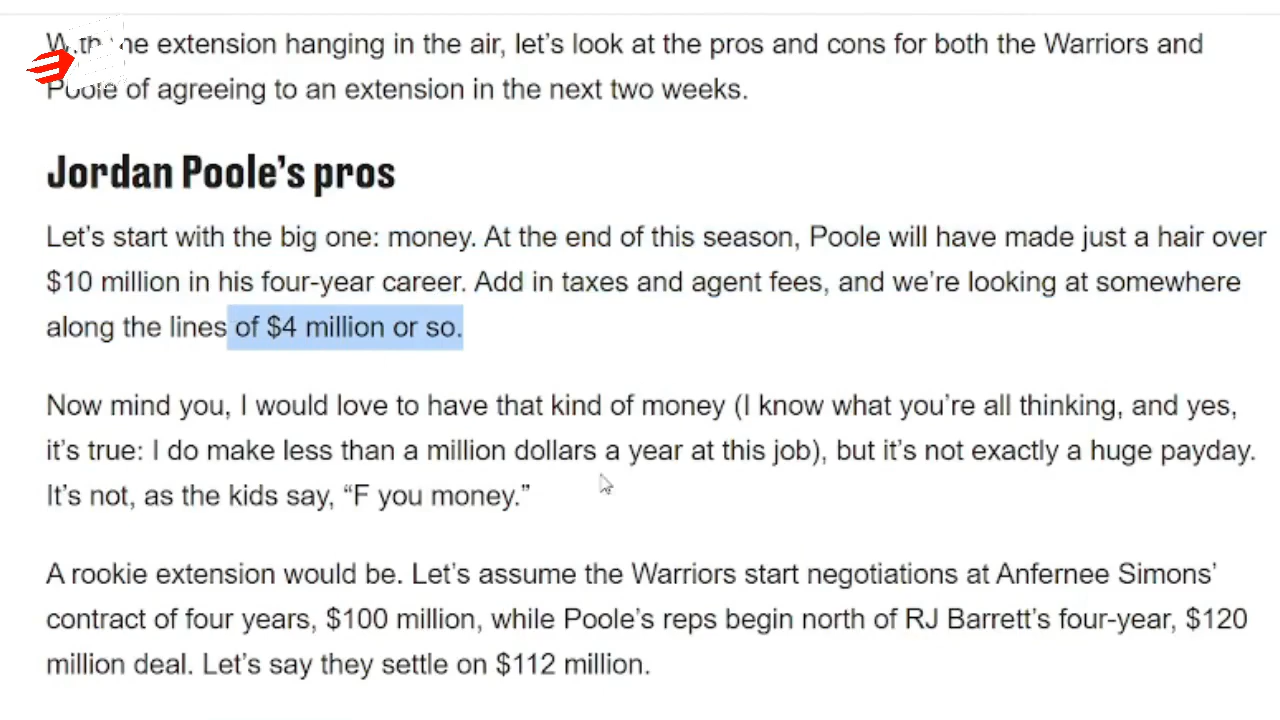 With the extension hanging in the air, let’s look at the pros and cons for both the Warriors and
Poole of agreeing to an extension in the next two weeks.
Jordan Poole’s pros
Let’s start with the big one: money. At the end of this season, Poole will have made just a hair over
$10 million in his four-year career. Add in taxes and agent fees, and we’re looking at somewhere
along the lines of $4 million or so.
Now mind you, I would love to have that kind of money (I know what you’re all thinking, and yes,
it’s true: I do make less than a million dollars a year at this job), but it’s not exactly a huge payday.
It’s not, as the kids say, “F you money.”
A rookie extension would be. Let’s assume the Warriors start negotiations at Anfernee Simons’
contract of four years, $100 million, while Poole’s reps begin north of RJ Barrett’s four-year, $120
million deal. Let’s say they settle on $112 million.